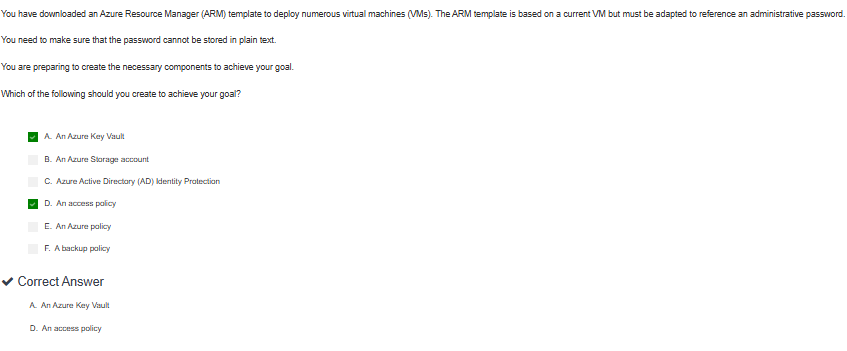 You have downloaded an Azure Resource Manager (ARM) template to deploy numerous virtual machines (VMs). The ARM template is based on a current VM but must be adapted to reference an administrative password.
You need to make sure that the password cannot be stored in plain text.
You are preparing to create the necessary components to achieve your goal.
Which of the following should you create to achieve your goal?
A. An Azure Key Vault
B. An Azure Storage account
C. Azure Active Directory (AD) Identity Protection
D. An access policy
E. An Azure policy
F. A backup policy
Correct Answer
A. An Azure Key Vault
D. An access policy